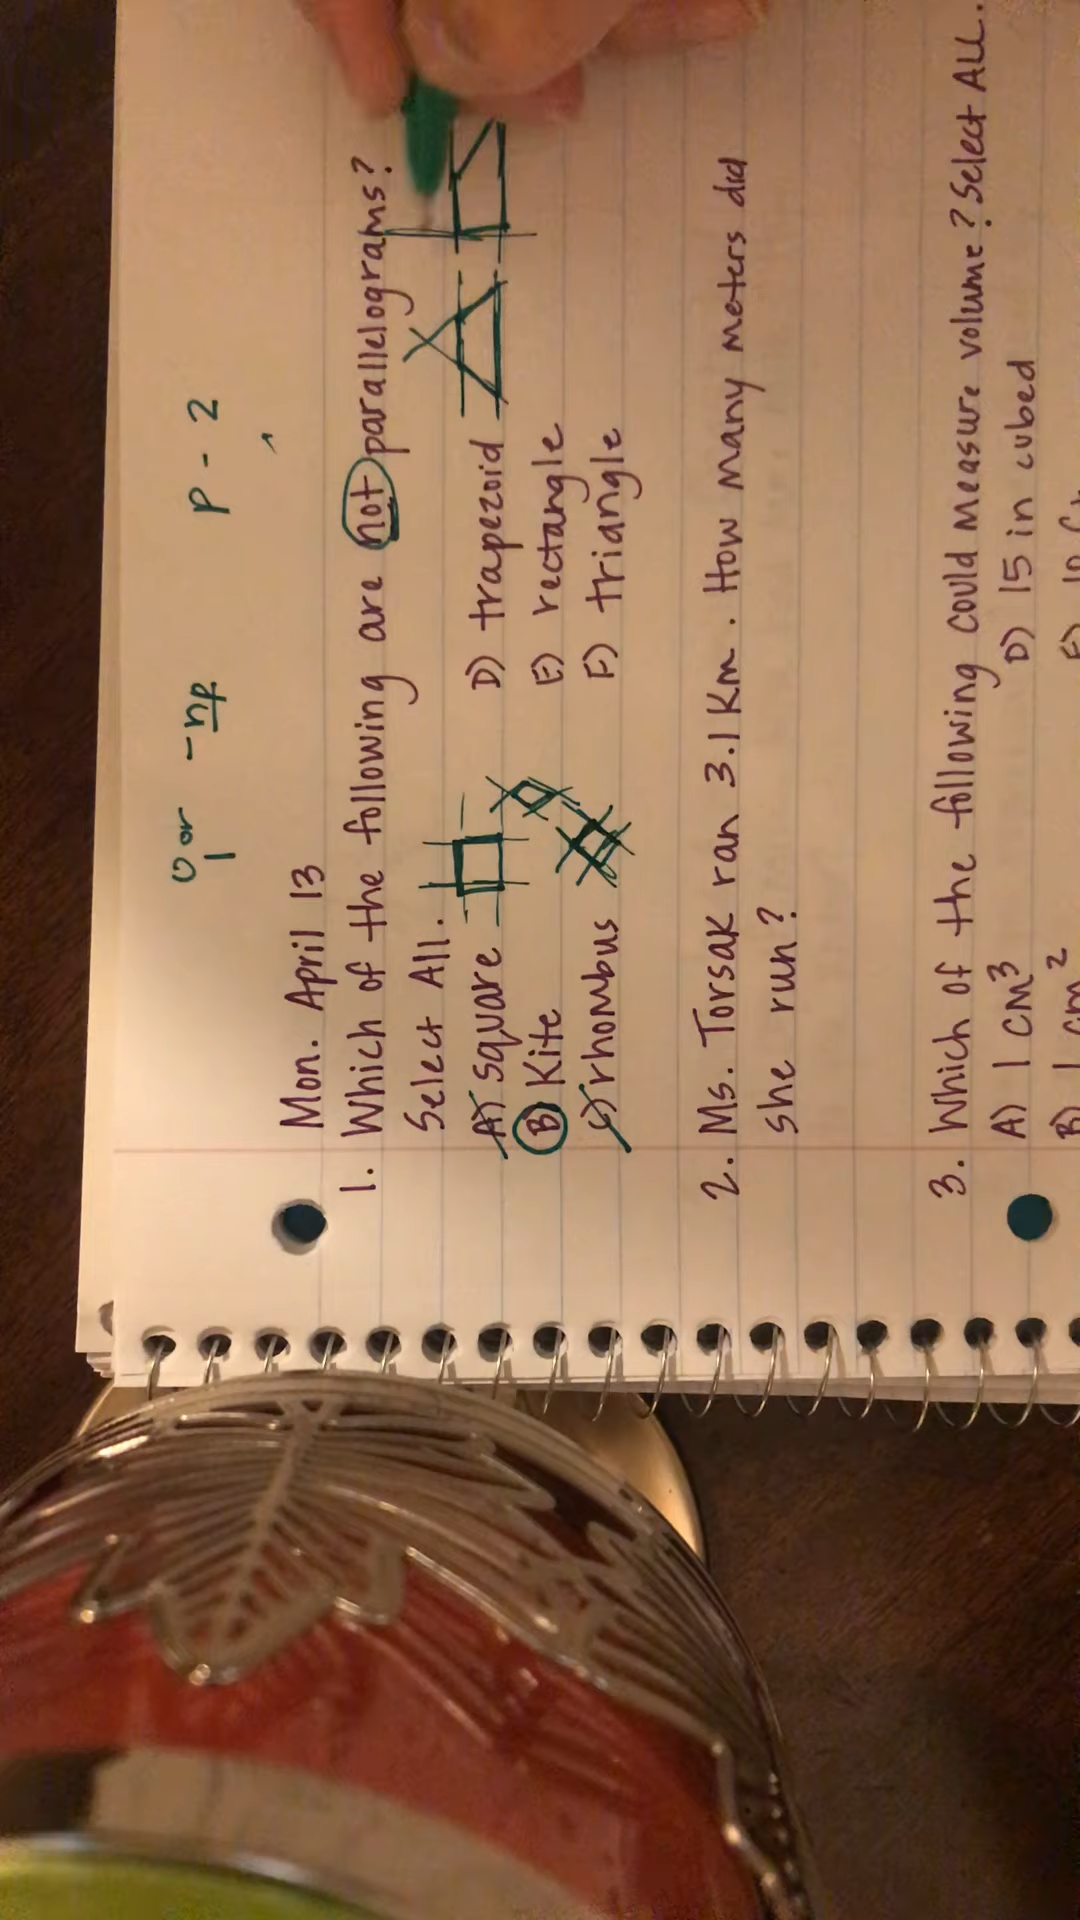 or - np P - 2
Mon. April 13
1. Which of the following are not parallelograms?
Select All.
A) square D) trapezoid
B) Kite E) rectangle
C) rhombus F) triangle
2. Ms. Torsak ran 3.1 Km. How many meters did
she run?
3. Which of the following could measure volume? Select ALL.
A) 1 cm³ D) 15 in cubed
B) 1 cm² E) 10